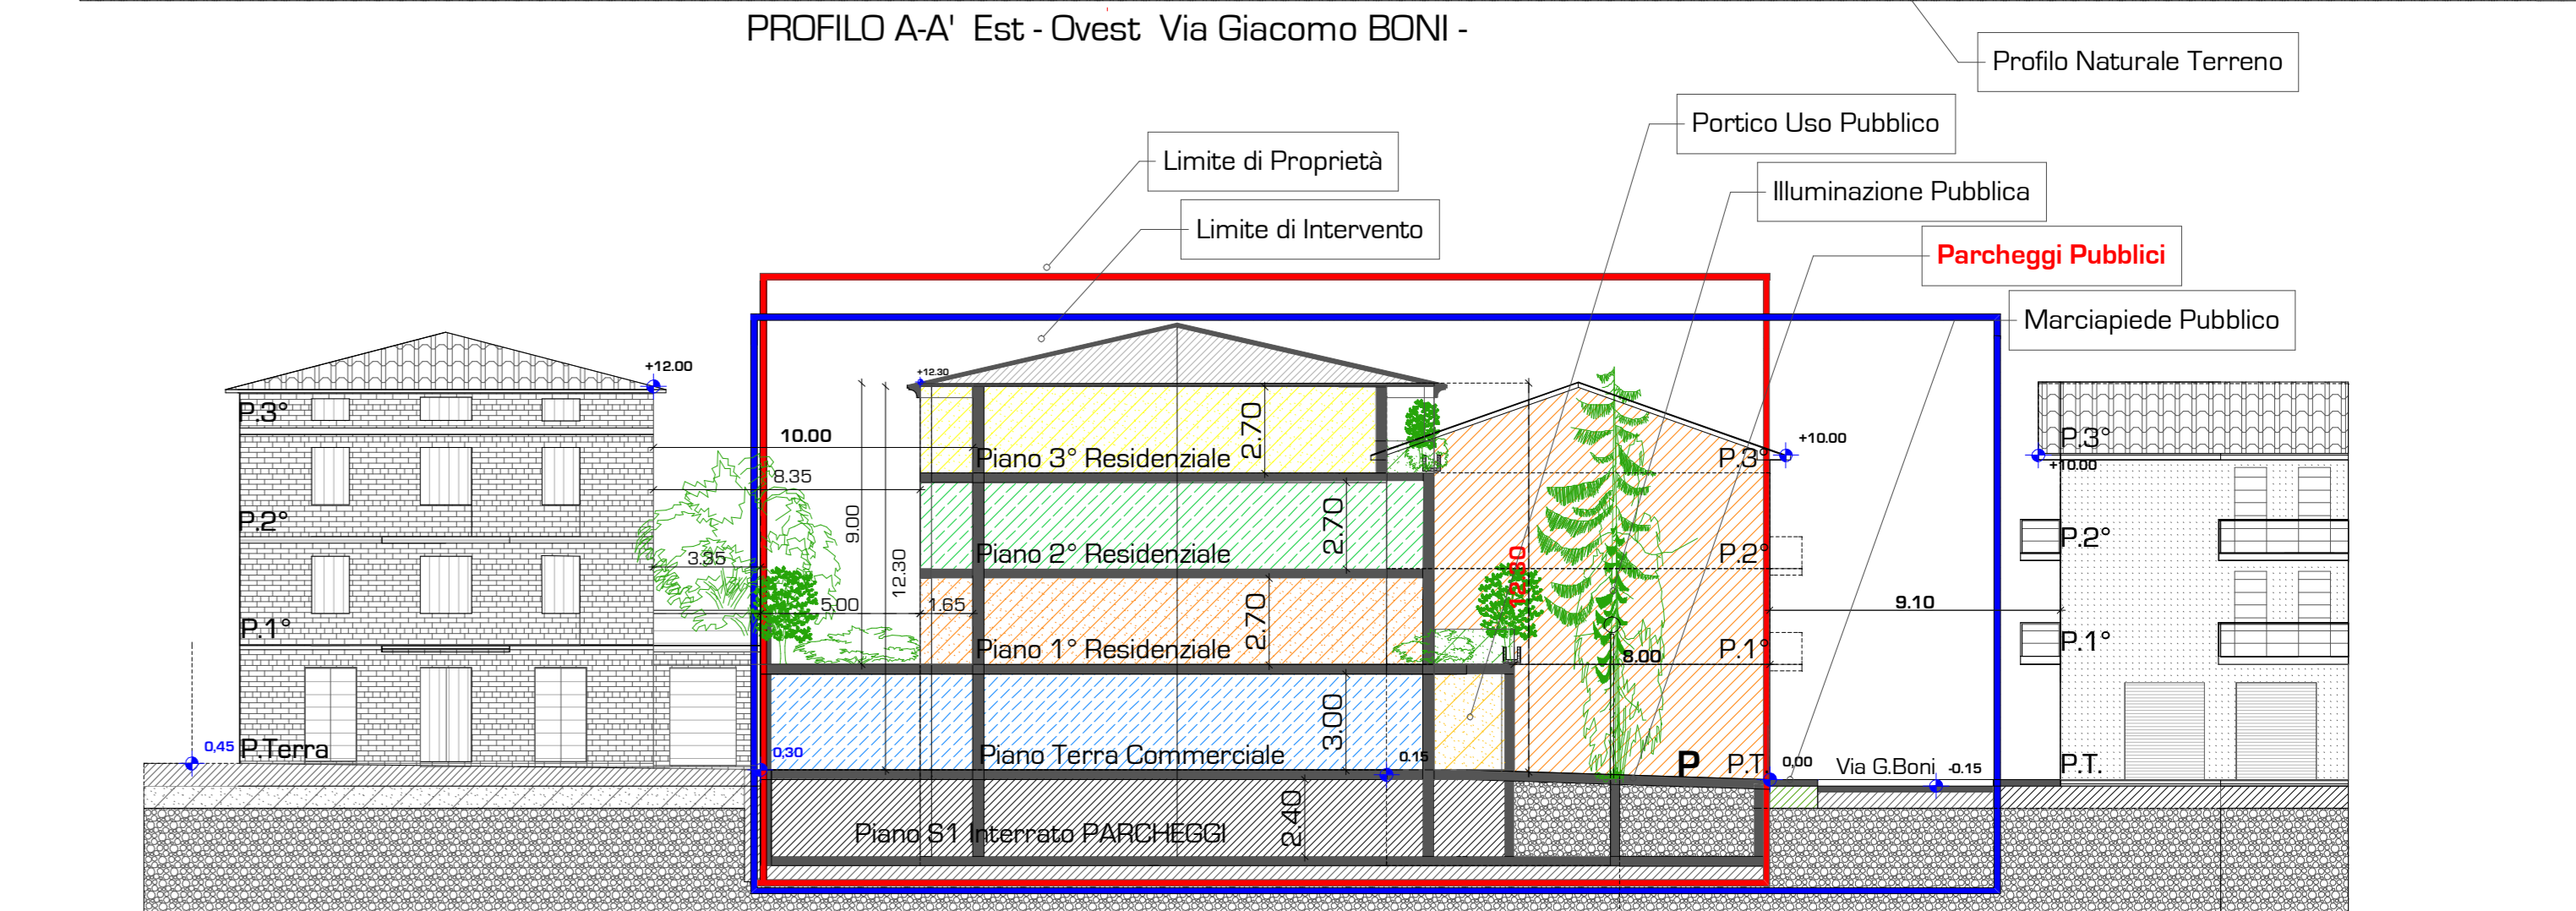 PROFILO A-A' Est - Ovest Via Giacomo BONI -
Profilo Naturale Terreno
Portico Uso Pubblico
Limite di Proprietà
Illuminazione Pubblica
Limite di Intervento
Parcheggi Pubblici
Marciapiede Pubblico
+12.00
+12.30
P.3°
10.00
2.70
+10.00
P.3°
Piano 3° Residenziale
P.3°
+10.00
8.35
9.00
P.2°
2.70
P.2°
Piano 2° Residenziale
P.2°
3.35
12.30
12.30
5.00
1.65
9.10
P.1°
2.70
P.1°
Piano 1° Residenziale
8.00
P.1°
3.00
0,45
P.Terra
0,30
Piano Terra Commerciale
0.15
P
P.T.
0,00
Via G.Boni
-0.15
P.T.
2.40
Piano S1 Interrato PARCHEGGI